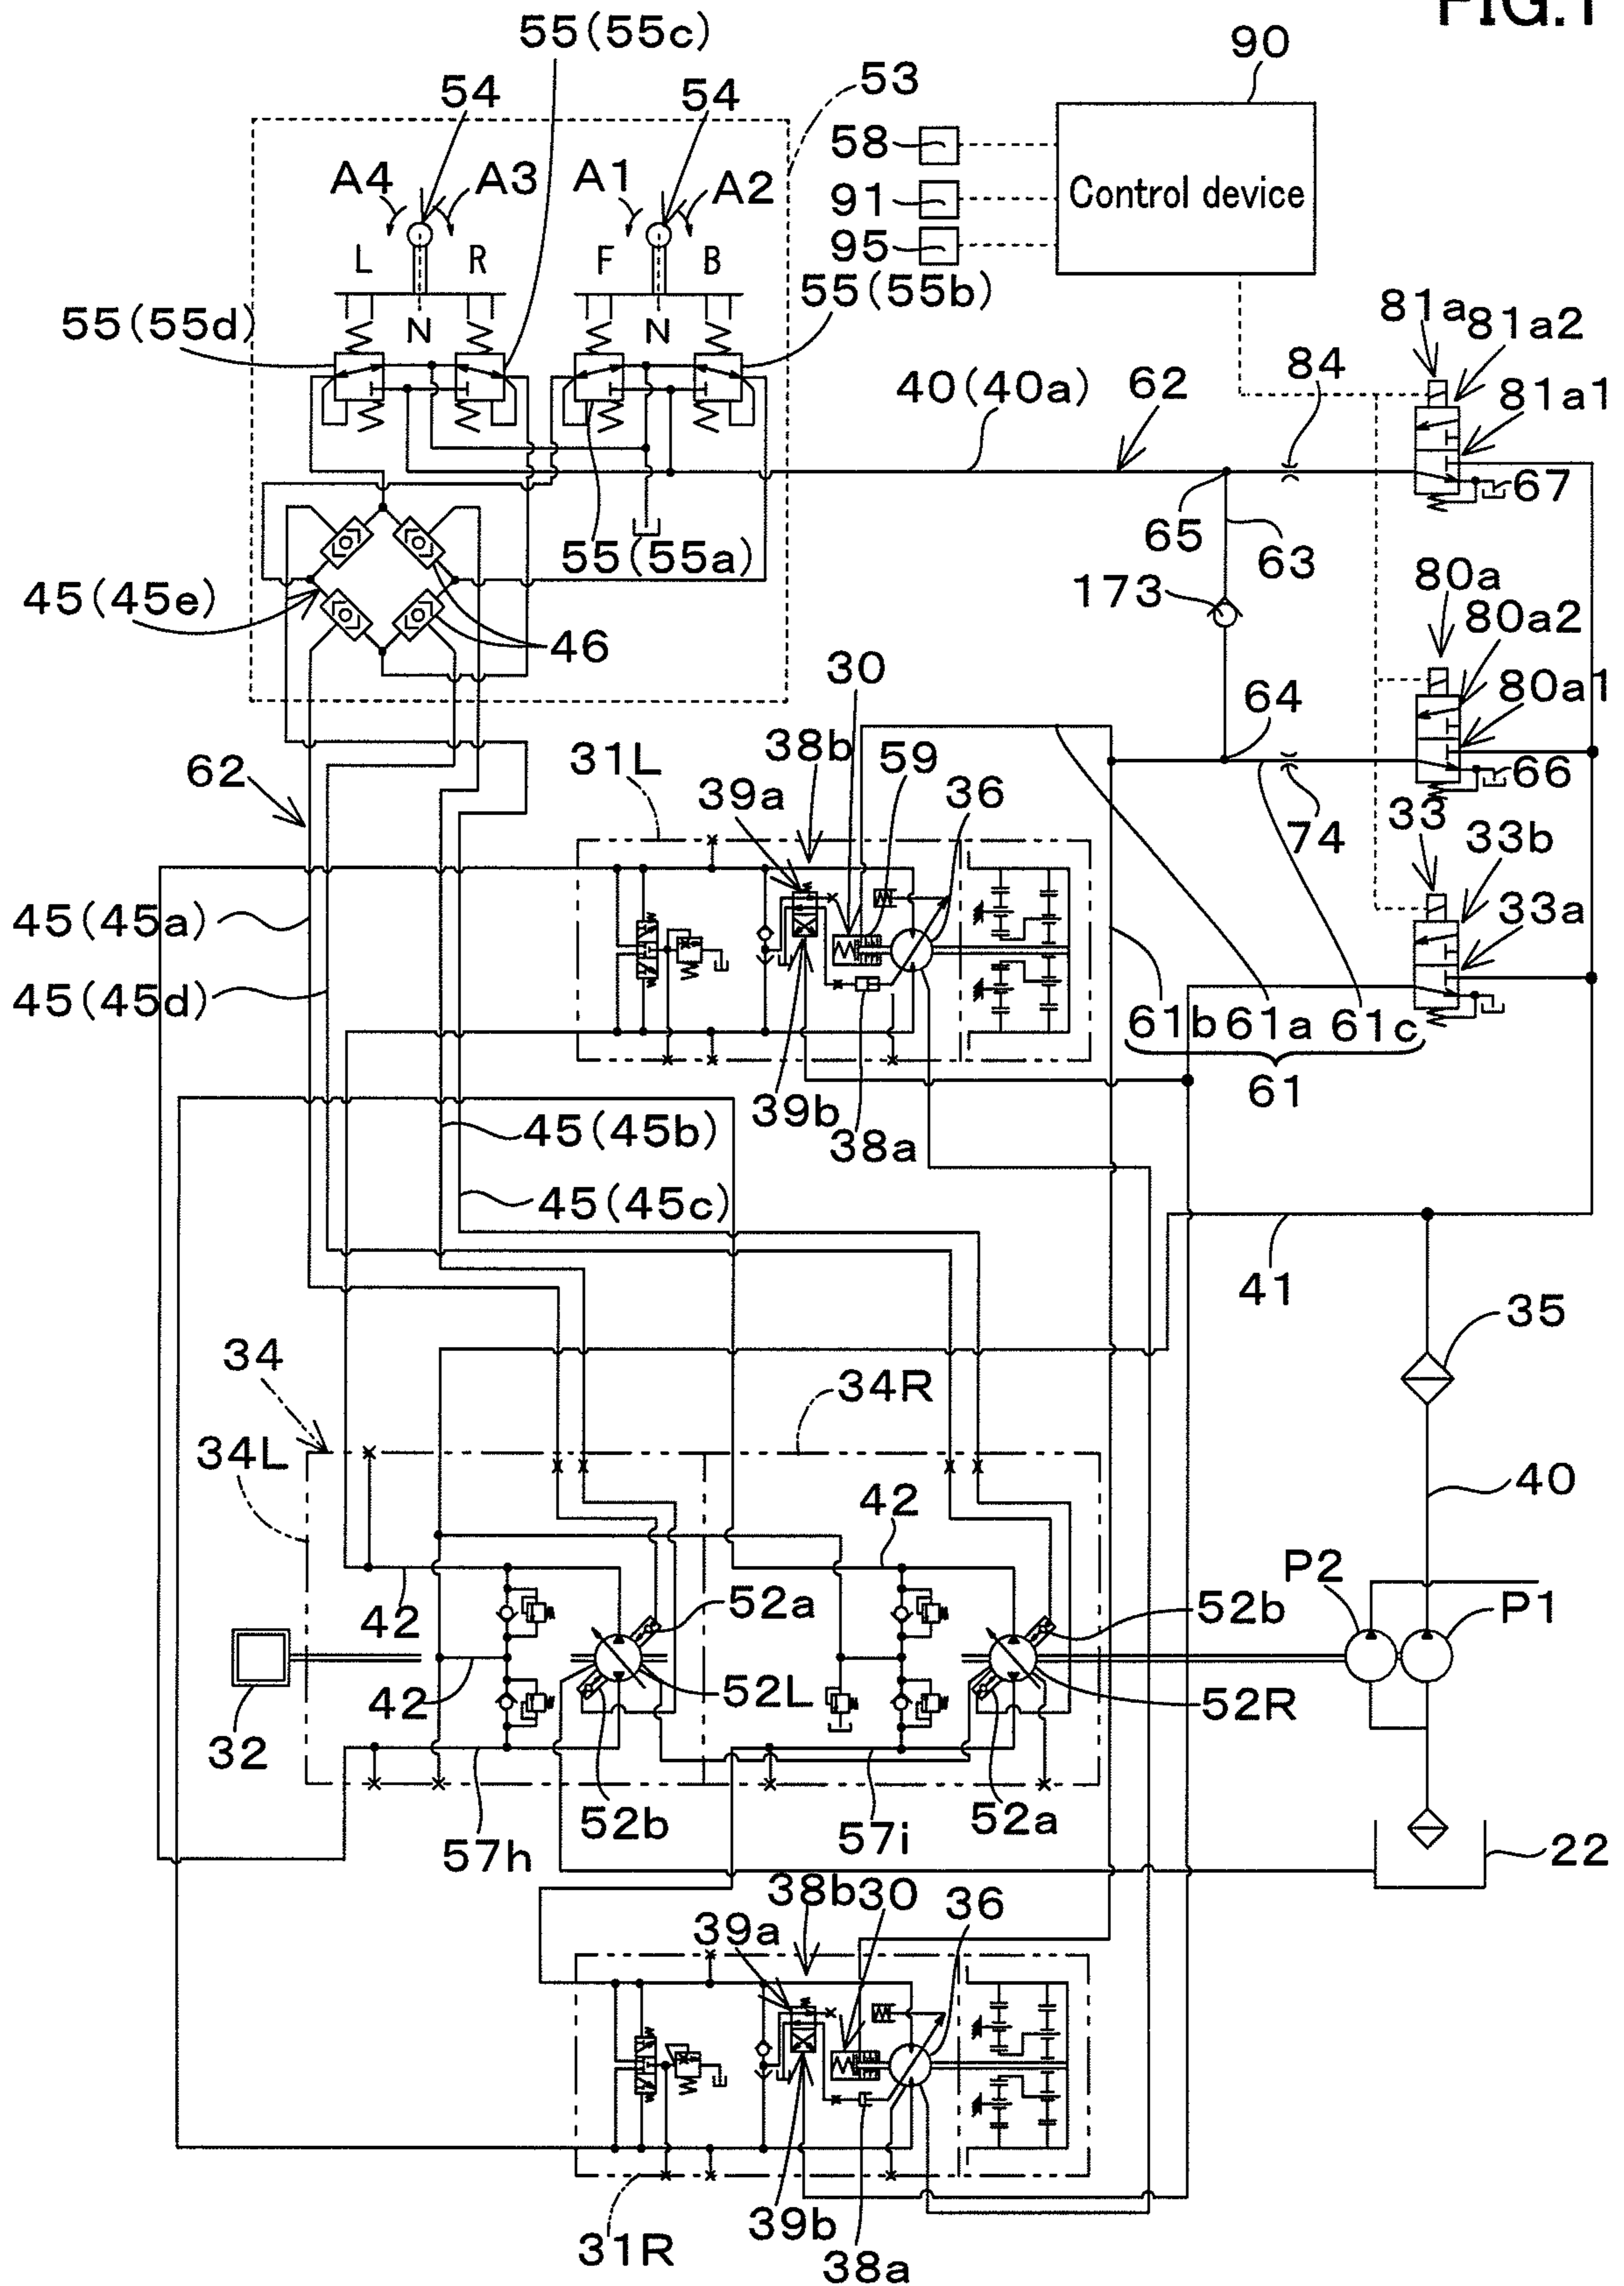 FIG.1
55(55c)
90
54
54
53
58
A4
A3
A1
A2
91
Control device
95
L
R
F
B
55(55b)
81a
81a2
55(55d)
N
N
84
81a1
40(40a)
62
67
65
63
55(55a)
80a
173
80a2
45(45e)
46
30
64
80a1
31L
38b
59
66
62
39a
36
74
33
33b
45(45a)
33a
45(45d)
61b
61a
61c
61
39b
38a
45(45b)
45(45c)
41
35
34
34R
34L
42
40
P2
52a
52b
P1
42
52L
42
52R
32
52b
52a
57h
57i
22
38b
30
36
39a
39b
31R
38a